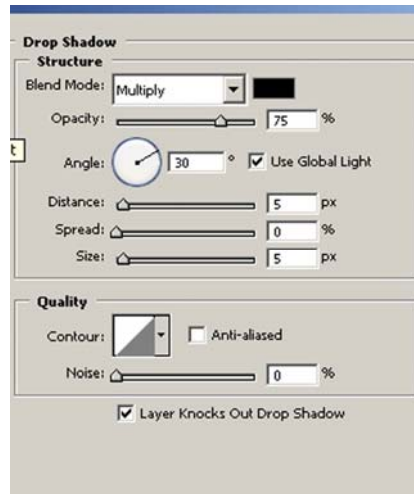 Drop Shadow
Structure
Blend Mode: Multiply
Opacity: 75 %
Angle: 30 ° Use Global Light
Distance: 5 px
Spread: 0 %
Size: 5 px
Quality
Contour: Anti-aliased
Noise: 0 %
Layer Knocks Out Drop Shadow